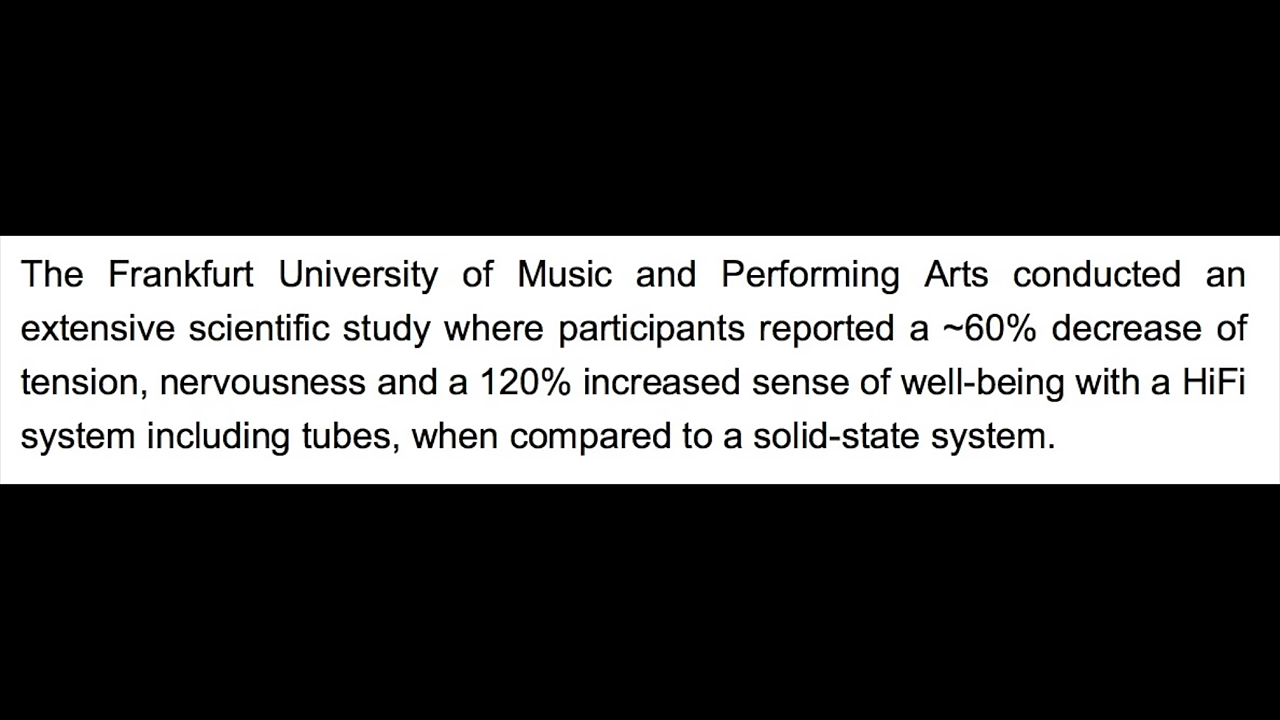 The Frankfurt University of Music and Performing Arts conducted an
extensive scientific study where participants reported a ~60% decrease of
tension, nervousness and a 120% increased sense of well-being with a HiFi
system including tubes, when compared to a solid-state system.